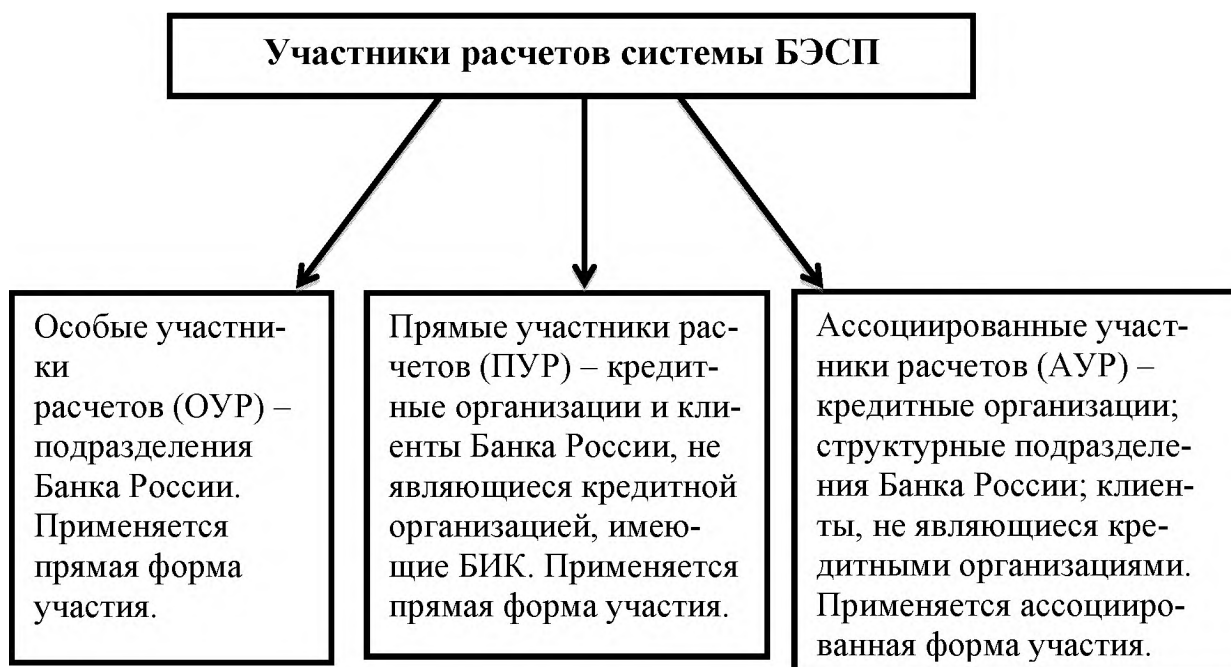 Участники расчетов системы БЭСП
Особые участни-
ки
расчетов (ОУР) –
подразделения
Банка России.
Применяется
прямая форма
участия.
Прямые участники рас-
четов (ПУР) – кредит-
ные организации и кли-
енты Банка России, не
являющиеся кредитной
организацией, имею-
щие БИК. Применяется
прямая форма участия.
Ассоциированные участ-
ники расчетов (АУР) –
кредитные организации;
структурные подразделе-
ния Банка России; клиен-
ты, не являющиеся кре-
дитными организациями.
Применяется ассоцииро-
ванная форма участия.